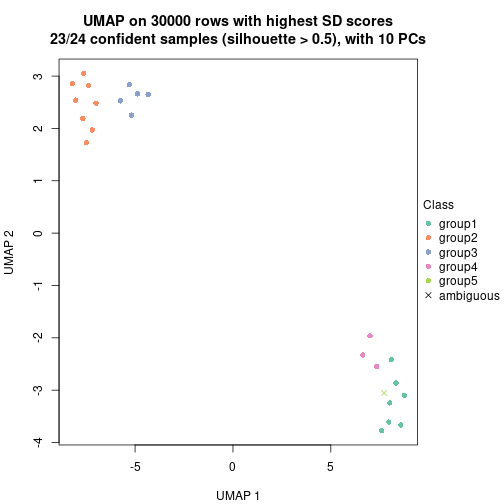 UMAP on 30000 rows with highest SD scores
23/24 confident samples (silhouette > 0.5), with 10 PCs
3
2
1
0
-1
-2
-3
-4
UMAP 2
-5
0
5
UMAP 1
Class
group1
group2
group3
group4
group5
ambiguous